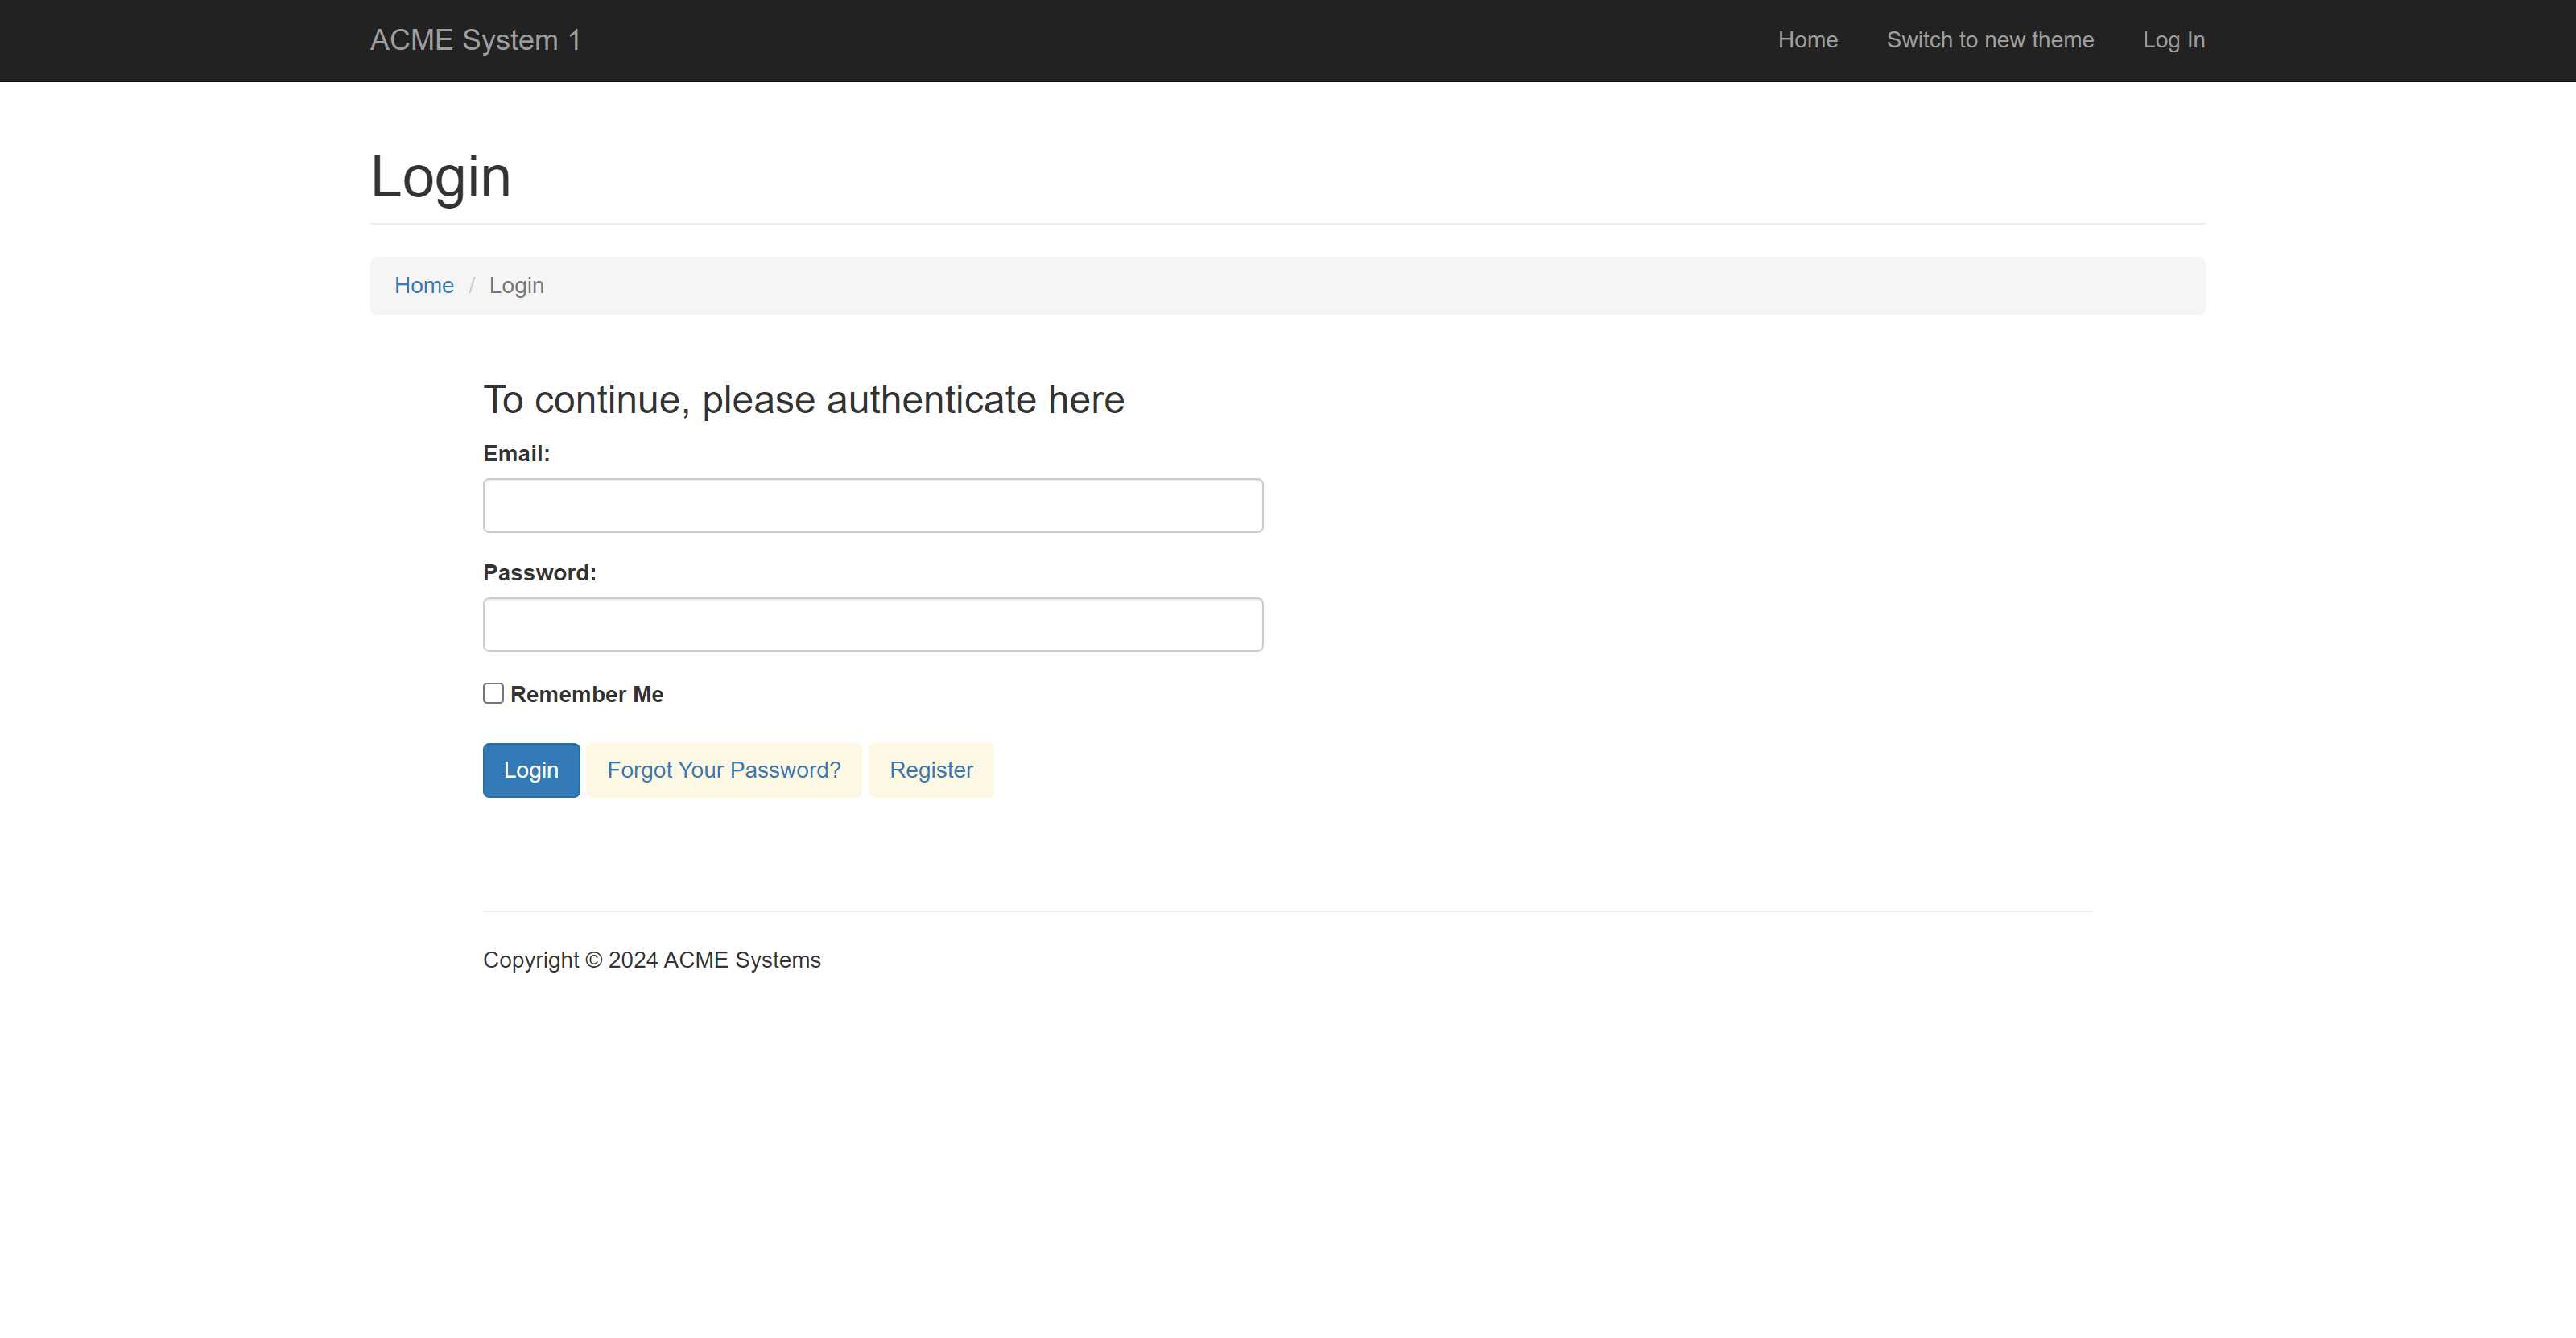 ACME System 1 Home Switch to new theme Log In
Login
Home / Login
To continue, please authenticate here
Email:
Password:
Remember Me
Login Forgot Your Password? Register
Copyright © 2024 ACME Systems